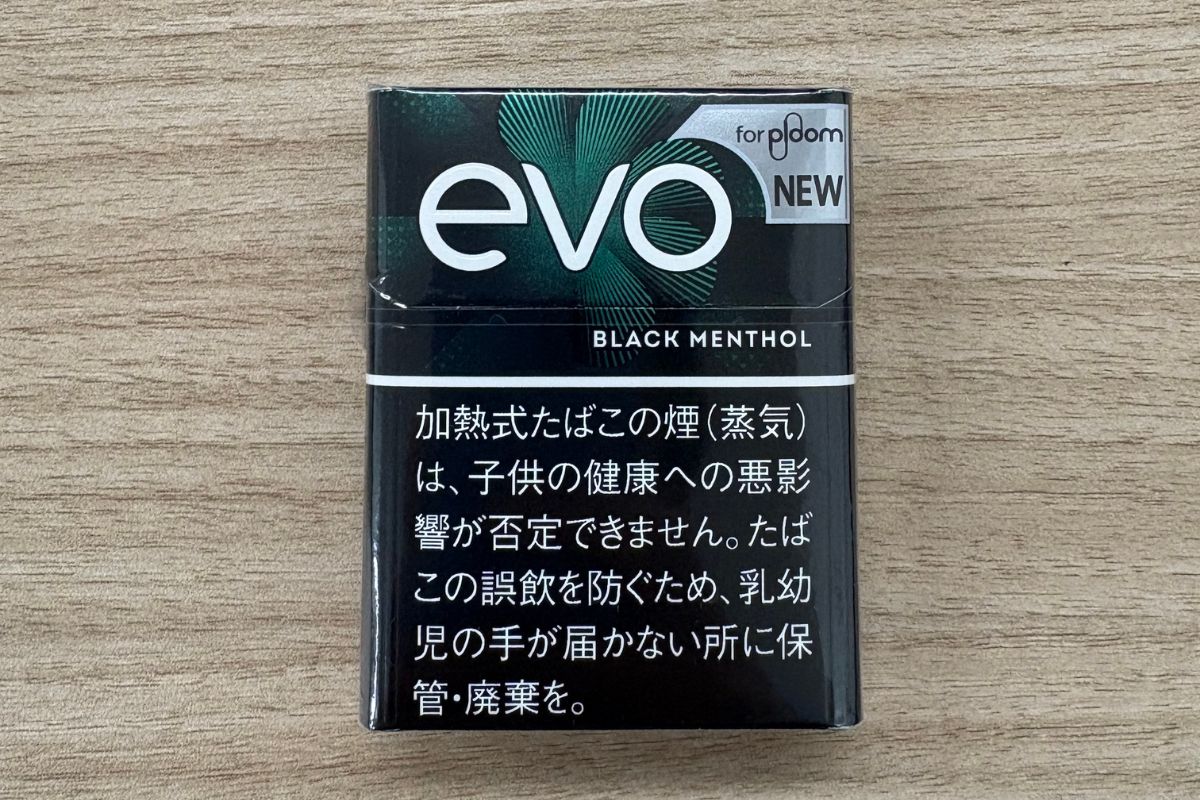 for ploom
NEW
evo
BLACK MENTHOL
加熱式たばこの煙（蒸気）
は、子供の健康への悪影
響が否定できません。たば
この誤飲を防ぐため、乳幼
児の手が届かない所に保
管・廃棄を。